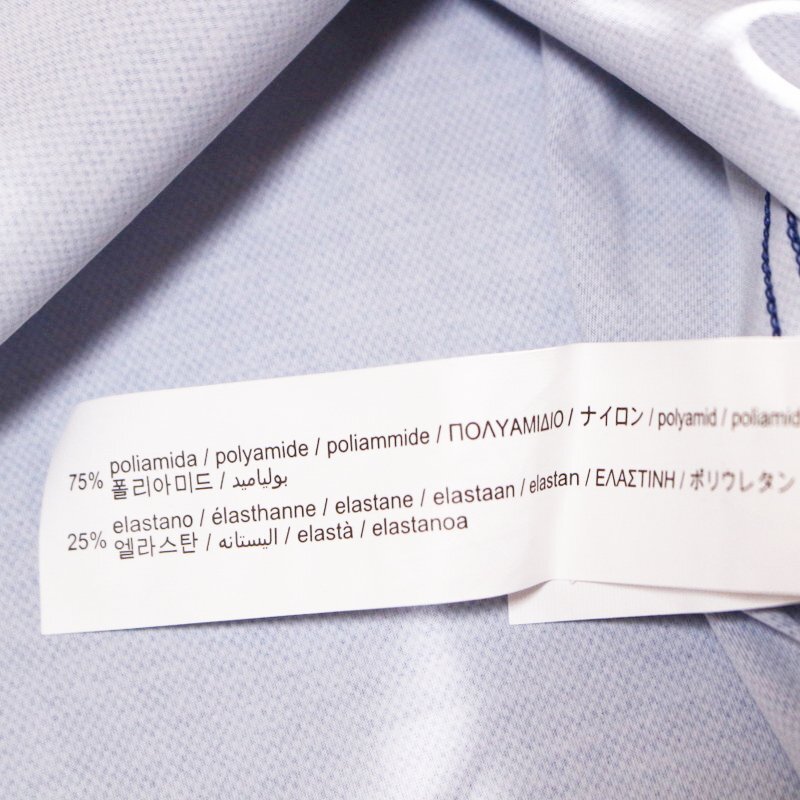 75% poliamida / polyamide / poliammide / ΠΟΛΥΑΜΙΔΙΟ / ナイロン / polyamid / poliamid
폴리아미드 / بولياميد
25% elastano / élasthanne / elastane / elastaan / elastan / ΕΛΑΣΤΙΝΗ / ポリウレタン
엘라스탄 / اليستانه / elastà / elastanoa